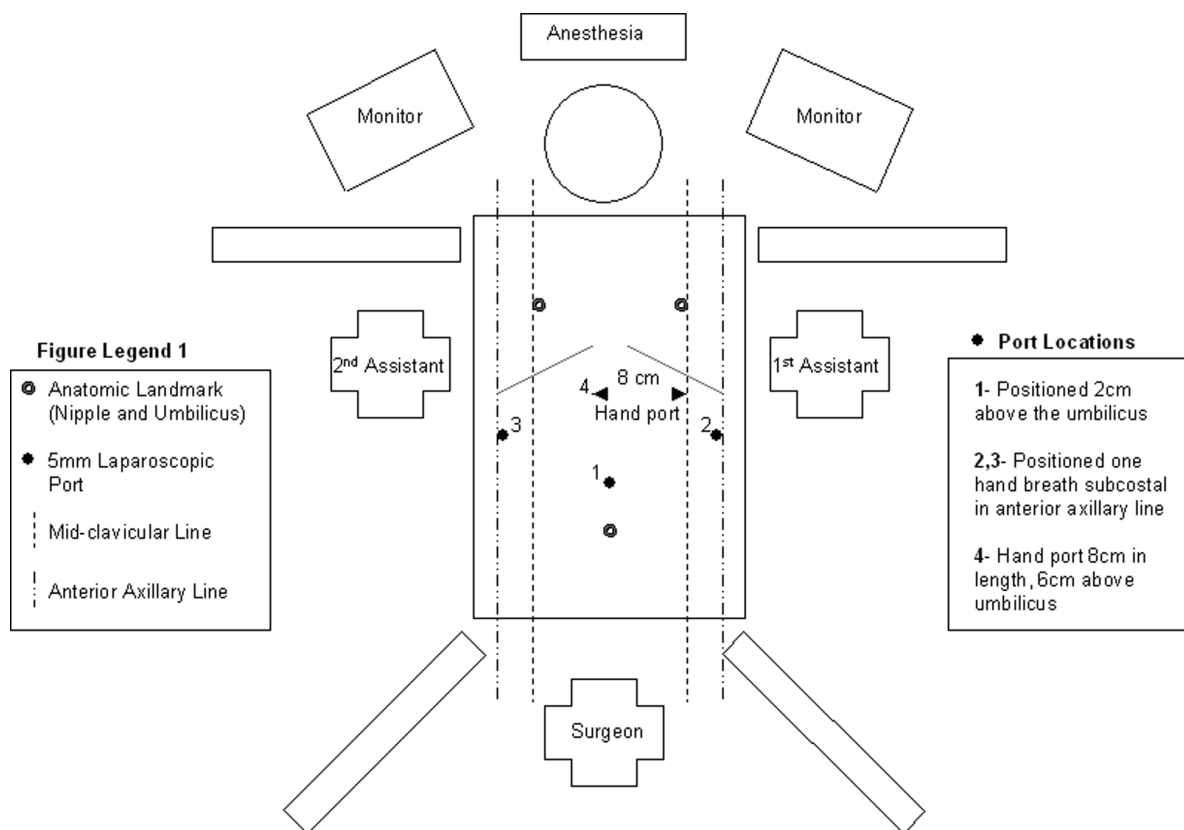 Anesthesia
Monitor
Monitor
2nd Assistant
1st Assistant
8 cm
4
Hand port
3
2
1
Surgeon
Figure Legend 1
Anatomic Landmark
(Nipple and Umbilicus)
5mm Laparoscopic
Port
Mid-clavicular Line
Anterior Axillary Line
Port Locations
1- Positioned 2cm
above the umbilicus
2,3- Positioned one
hand breath subcostal
in anterior axillary line
4- Hand port 8cm in
length, 6cm above
umbilicus